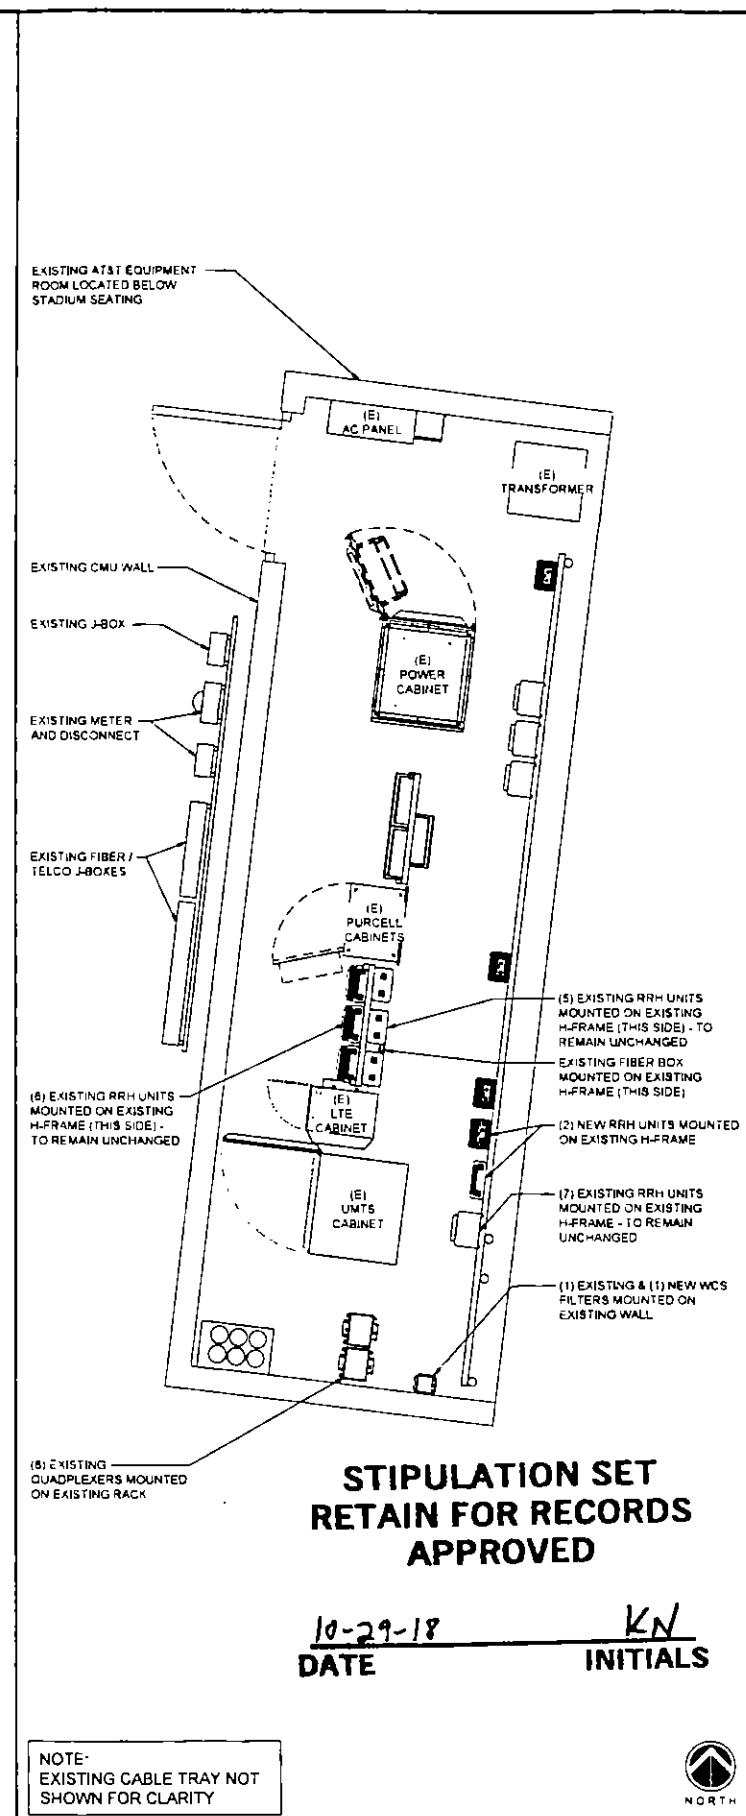 EXISTING AT&T EQUIPMENT
ROOM LOCATED BELOW
STADIUM SEATING
(E)
AC PANEL
(E)
TRANSFORMER
EXISTING CMU WALL
EXISTING J-BOX
(E)
POWER
CABINET
EXISTING METER
AND DISCONNECT
EXISTING FIBER /
TELCO J-BOXES
(E)
PURCELL
CABINETS
(5) EXISTING RRH UNITS
MOUNTED ON EXISTING
H-FRAME (THIS SIDE) - TO
REMAIN UNCHANGED
EXISTING FIBER BOX
MOUNTED ON EXISTING
H-FRAME (THIS SIDE)
(6) EXISTING RRH UNITS
MOUNTED ON EXISTING
H-FRAME (THIS SIDE) -
TO REMAIN UNCHANGED
(E)
LTE
CABINET
(2) NEW RRH UNITS MOUNTED
ON EXISTING H-FRAME
(E)
UMTS
CABINET
(7) EXISTING RRH UNITS
MOUNTED ON EXISTING
H-FRAME - TO REMAIN
UNCHANGED
(1) EXISTING & (1) NEW WCS
FILTERS MOUNTED ON
EXISTING WALL
EXISTING
QUADPLEXERS MOUNTED
ON EXISTING RACK
STIPULATION SET
RETAIN FOR RECORDS
APPROVED
10-29-18 KN
DATE INITIALS
NOTE-
EXISTING CABLE TRAY NOT
SHOWN FOR CLARITY
NORTH